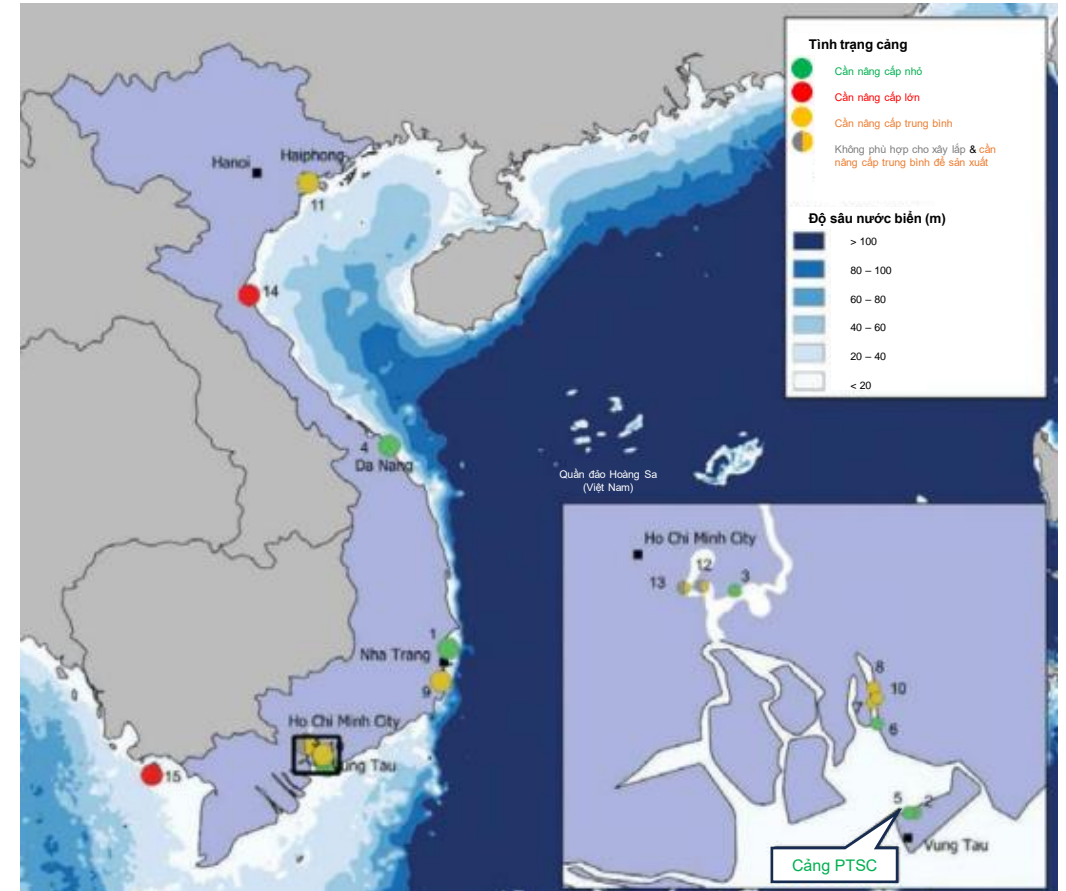 Tình trạng cảng
Cần nâng cấp nhỏ
Cần nâng cấp lớn
Cần nâng cấp trung bình
Không phù hợp cho xây lắp & cần
nâng cấp trung bình để sản xuất
Độ sâu nước biển (m)
> 100
80 – 100
60 – 80
40 – 60
20 – 40
< 20
Hanoi
Haiphong
11
14
4
Da Nang
Quần đảo Hoàng Sa
(Việt Nam)
1
Nha Trang
9
Ho Chi Minh City
ung Tau
15
Ho Chi Minh City
12
13
3
8
10
7
6
5
2
Vung Tau
Cảng PTSC